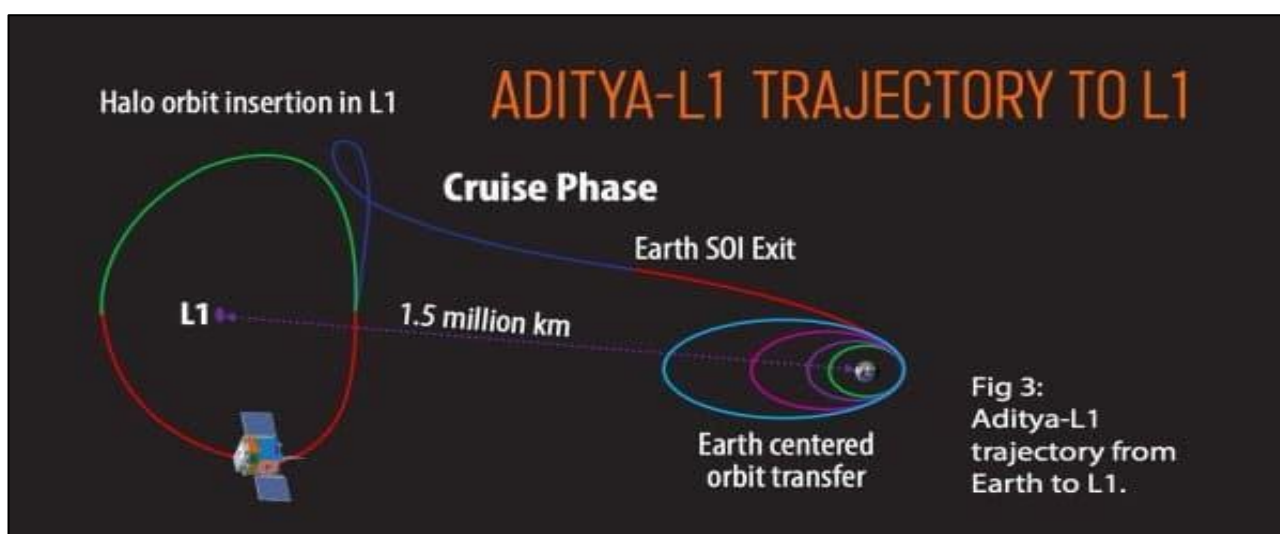 ADITYA-L1 TRAJECTORY TO L1
Halo orbit insertion in L1
Cruise Phase
Earth SOI Exit
L1
1.5 million km
Earth centered
orbit transfer
Fig 3:
Aditya-L1
trajectory from
Earth to L1.